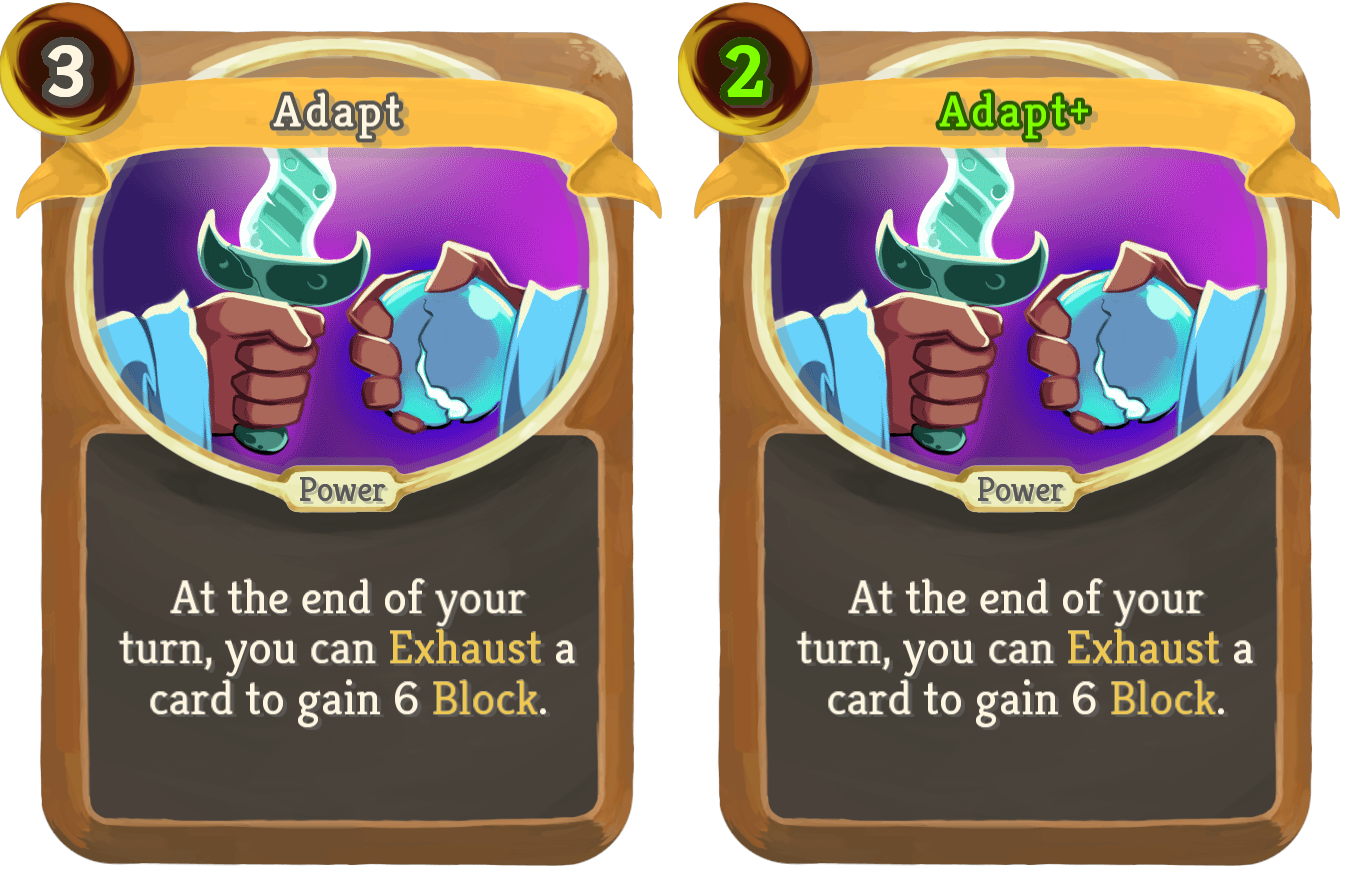 3
Adapt
Power
At the end of your
turn, you can Exhaust a
card to gain 6 Block.
2
Adapt+
Power
At the end of your
turn, you can Exhaust a
card to gain 6 Block.